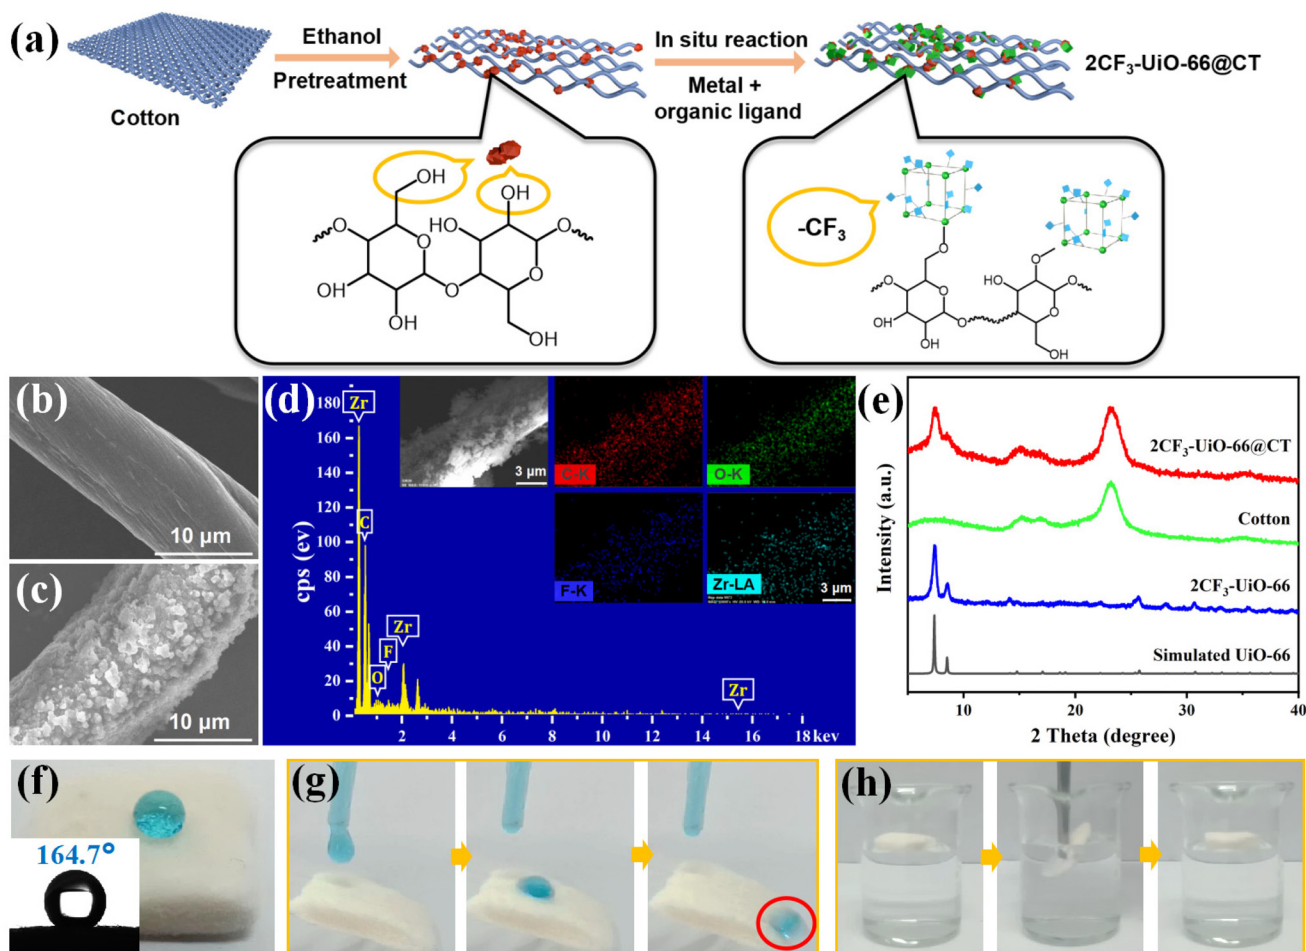 (a)
Cotton
Ethanol
Pretreatment
In situ reaction
Metal +
organic ligand
2CF₃-UiO-66@CT
OH
OH
HO
O
O
O
O
O
OH
OH
OH
OH
-CF₃
O
O
HO
O
O
O
O
O
OH
OH
OH
OH
(b)
10 μm
(c)
10 μm
(d)
cps (ev)
180
160
140
120
100
80
60
40
20
0
Zr
C
O
F
Zr
Zr
2 4 6 8 10 12 14 16 18 kev
3 μm
C-K
O-K
F-K
Zr-LA
3 μm
(e)
Intensity (a.u.)
2CF₃-UiO-66@CT
Cotton
2CF₃-UiO-66
Simulated UiO-66
10 20 30 40
2 Theta (degree)
(f)
164.7°
(g)
(h)